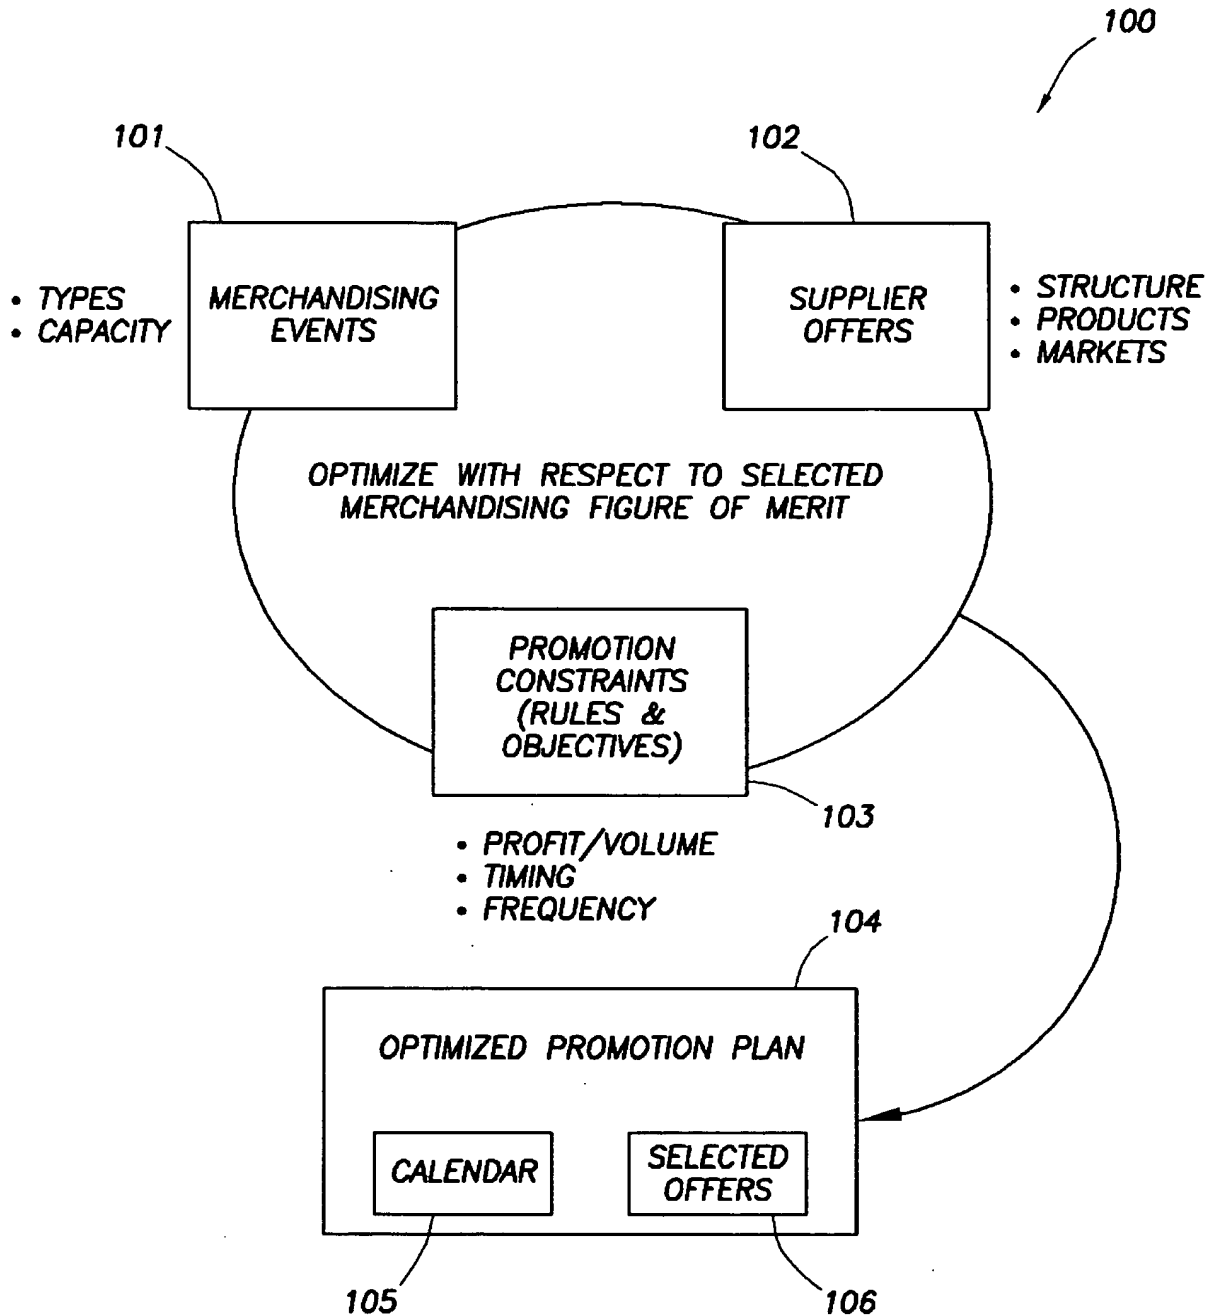 100
101
102
MERCHANDISING
EVENTS
• TYPES
• CAPACITY
SUPPLIER
OFFERS
• STRUCTURE
• PRODUCTS
• MARKETS
OPTIMIZE WITH RESPECT TO SELECTED
MERCHANDISING FIGURE OF MERIT
PROMOTION
CONSTRAINTS
(RULES &
OBJECTIVES)
103
• PROFIT/VOLUME
• TIMING
• FREQUENCY
104
OPTIMIZED PROMOTION PLAN
CALENDAR
SELECTED
OFFERS
105
106